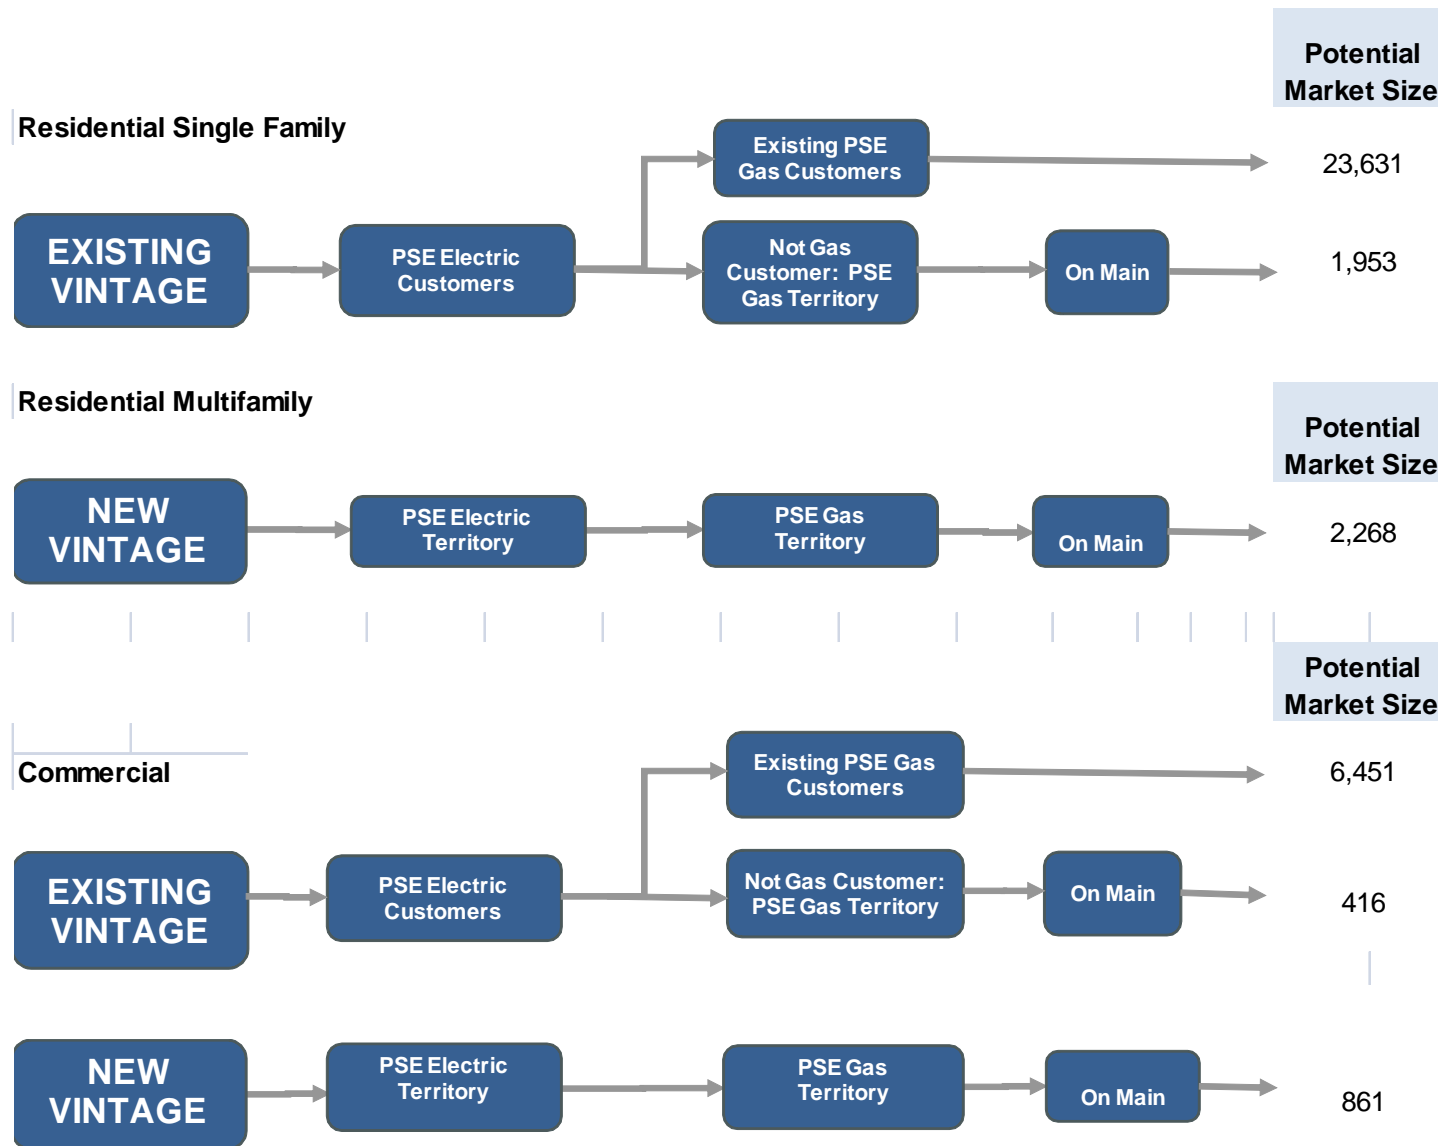 Potential
Market Size
Residential Single Family
Existing PSE
Gas Customers
23,631
EXISTING
VINTAGE
PSE Electric
Customers
Not Gas
Customer: PSE
Gas Territory
On Main
1,953
Residential Multifamily
Potential
Market Size
NEW
VINTAGE
PSE Electric
Territory
PSE Gas
Territory
On Main
2,268
Potential
Market Size
Commercial
Existing PSE Gas
Customers
6,451
EXISTING
VINTAGE
PSE Electric
Customers
Not Gas Customer:
PSE Gas Territory
On Main
416
NEW
VINTAGE
PSE Electric
Territory
PSE Gas
Territory
On Main
861